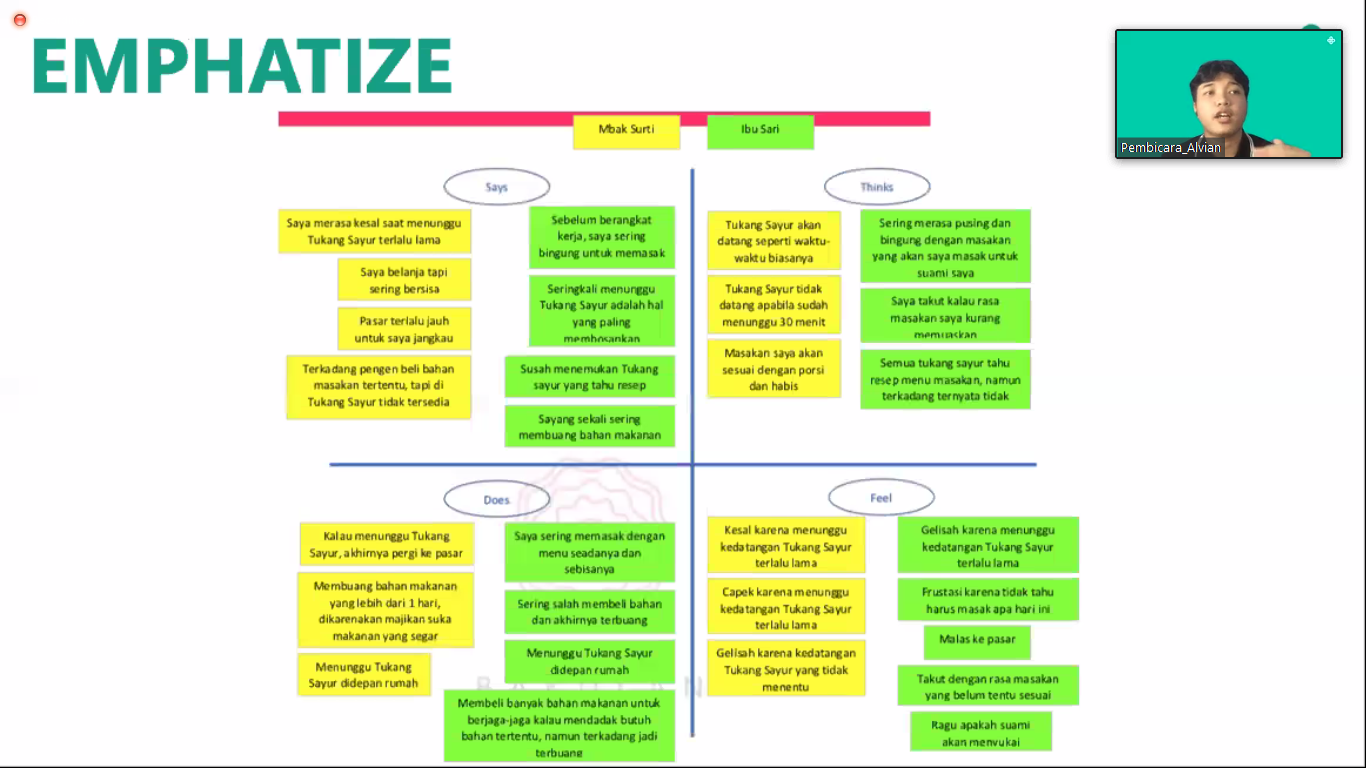 EMPHATIZE
Pembicara_Alvian
Mbak Surti
Ibu Sari
Says
Saya merasa kesal saat menunggu
Tukang Sayur terlalu lama
Saya belanja tapi
sering bersisa
Pasar terlalu jauh
untuk saya jangkau
Terkadang pengen beli bahan
masakan tertentu, tapi di
Tukang Sayur tidak tersedia
Sebelum berangkat
kerja, saya sering
bingung untuk memasak
Seringkali menunggu
Tukang Sayur adalah hal
yang paling
membosankan
Susah menemukan Tukang
sayur yang tahu resep
Sayang sekali sering
membuang bahan makanan
Thinks
Tukang Sayur akan
datang seperti waktu-
waktu biasanya
Tukang Sayur tidak
datang apabila sudah
menunggu 30 menit
Masakan saya akan
sesuai dengan porsi
dan habis
Sering merasa pusing dan
bingung dengan masakan
yang akan saya masak untuk
suami saya
Saya takut kalau rasa
masakan saya kurang
memuaskan
Semua tukang sayur tahu
resep menu masakan, namun
terkadang ternyata tidak
Does
Kalau menunggu Tukang
Sayur, akhirnya pergi ke pasar
Membuang bahan makanan
yang lebih dari 1 hari,
dikarenakan majikan suka
makanan yang segar
Menunggu Tukang
Sayur didepan rumah
Saya sering memasak dengan
menu seadanya dan
sebisanya
Sering salah membeli bahan
dan akhirnya terbuang
Menunggu Tukang Sayur
didepan rumah
Membeli banyak bahan makanan untuk
berjaga-jaga kalau mendadak butuh
bahan tertentu, namun terkadang jadi
terbuang
Feel
Kesal karena menunggu
kedatangan Tukang Sayur
terlalu lama
Capek karena menunggu
kedatangan Tukang Sayur
terlalu lama
Gelisah karena kedatangan
Tukang Sayur yang tidak
menentu
Gelisah karena menunggu
kedatangan Tukang Sayur
terlalu lama
Frustasi karena tidak tahu
harus masak apa hari ini
Malas ke pasar
Takut dengan rasa masakan
yang belum tentu sesuai
Ragu apakah suami
akan menyukai